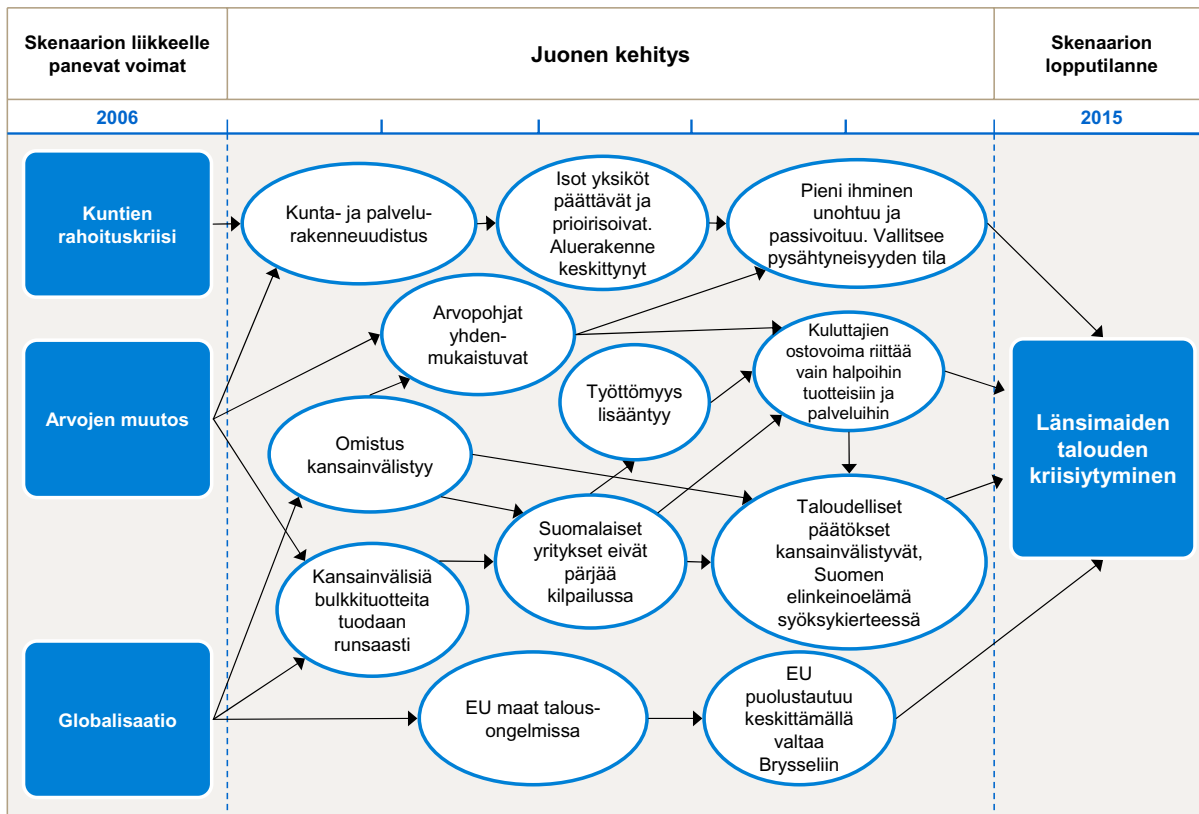 Skenaarion liikkeelle
panevat voimat
Juonen kehitys
Skenaarion
lopputilanne
2006
2015
Kuntien
rahoituskriisi
Kunta- ja palvelu-
rakenneuudistus
Isot yksiköt
päättävät ja
prioirisoivat.
Aluerakenne
keskittynyt
Pieni ihminen
unohtuu ja
passivoituu. Vallitsee
pysähtyneisyyden tila
Arvopohjat
yhden-
mukaistuvat
Kuluttajien
ostovoima riittää
vain halpoihin
tuotteisiin ja
palveluihin
Työttömyys
lisääntyy
Arvojen muutos
Omistus
kansainvälistyy
Länsimaiden
talouden
kriisiytyminen
Suomalaiset
yritykset eivät
pärjää
kilpailussa
Taloudelliset
päätökset
kansainvälistyvät,
Suomen
elinkeinoelämä
syöksykierteessä
Kansainvälisiä
bulkkituotteita
tuodaan
runsaasti
Globalisaatio
EU maat talous-
ongelmissa
EU
puolustautuu
keskittämällä
valtaa
Brysseliin